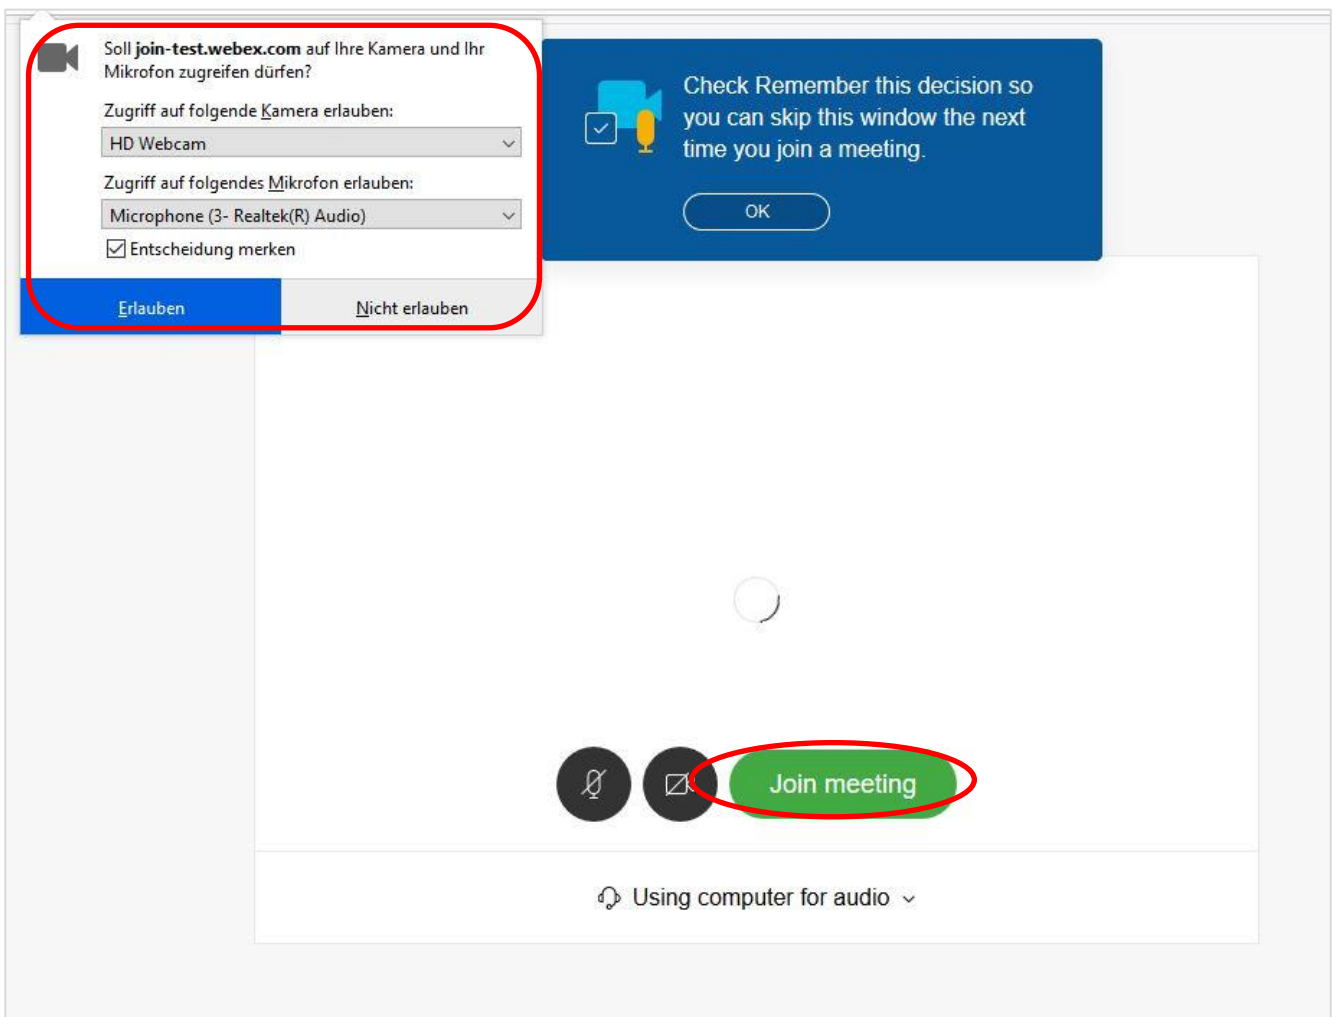 Soll join-test.webex.com auf Ihre Kamera und Ihr
Mikrofon zugreifen dürfen?
Zugriff auf folgende Kamera erlauben:
HD Webcam
Zugriff auf folgendes Mikrofon erlauben:
Microphone (3- Realtek(R) Audio)
Entscheidung merken
Erlauben
Nicht erlauben
Check Remember this decision so
you can skip this window the next
time you join a meeting.
OK
Join meeting
Using computer for audio